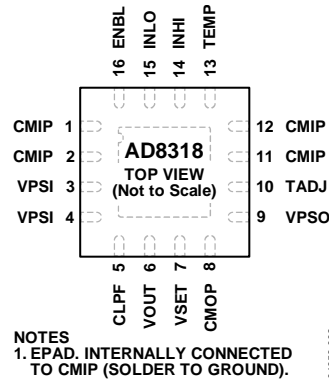 16 ENBL
15 INLO
14 INHI
13 TEMP
CMIP 1
CMIP 2
VPSI 3
VPSI 4
AD8318
TOP VIEW
(Not to Scale)
12 CMIP
11 CMIP
10 TADJ
9 VPSO
CLPF 5
VOUT 6
VSET 7
CMOP 8
NOTES
1. EPAD. INTERNALLY CONNECTED
TO CMIP (SOLDER TO GROUND).